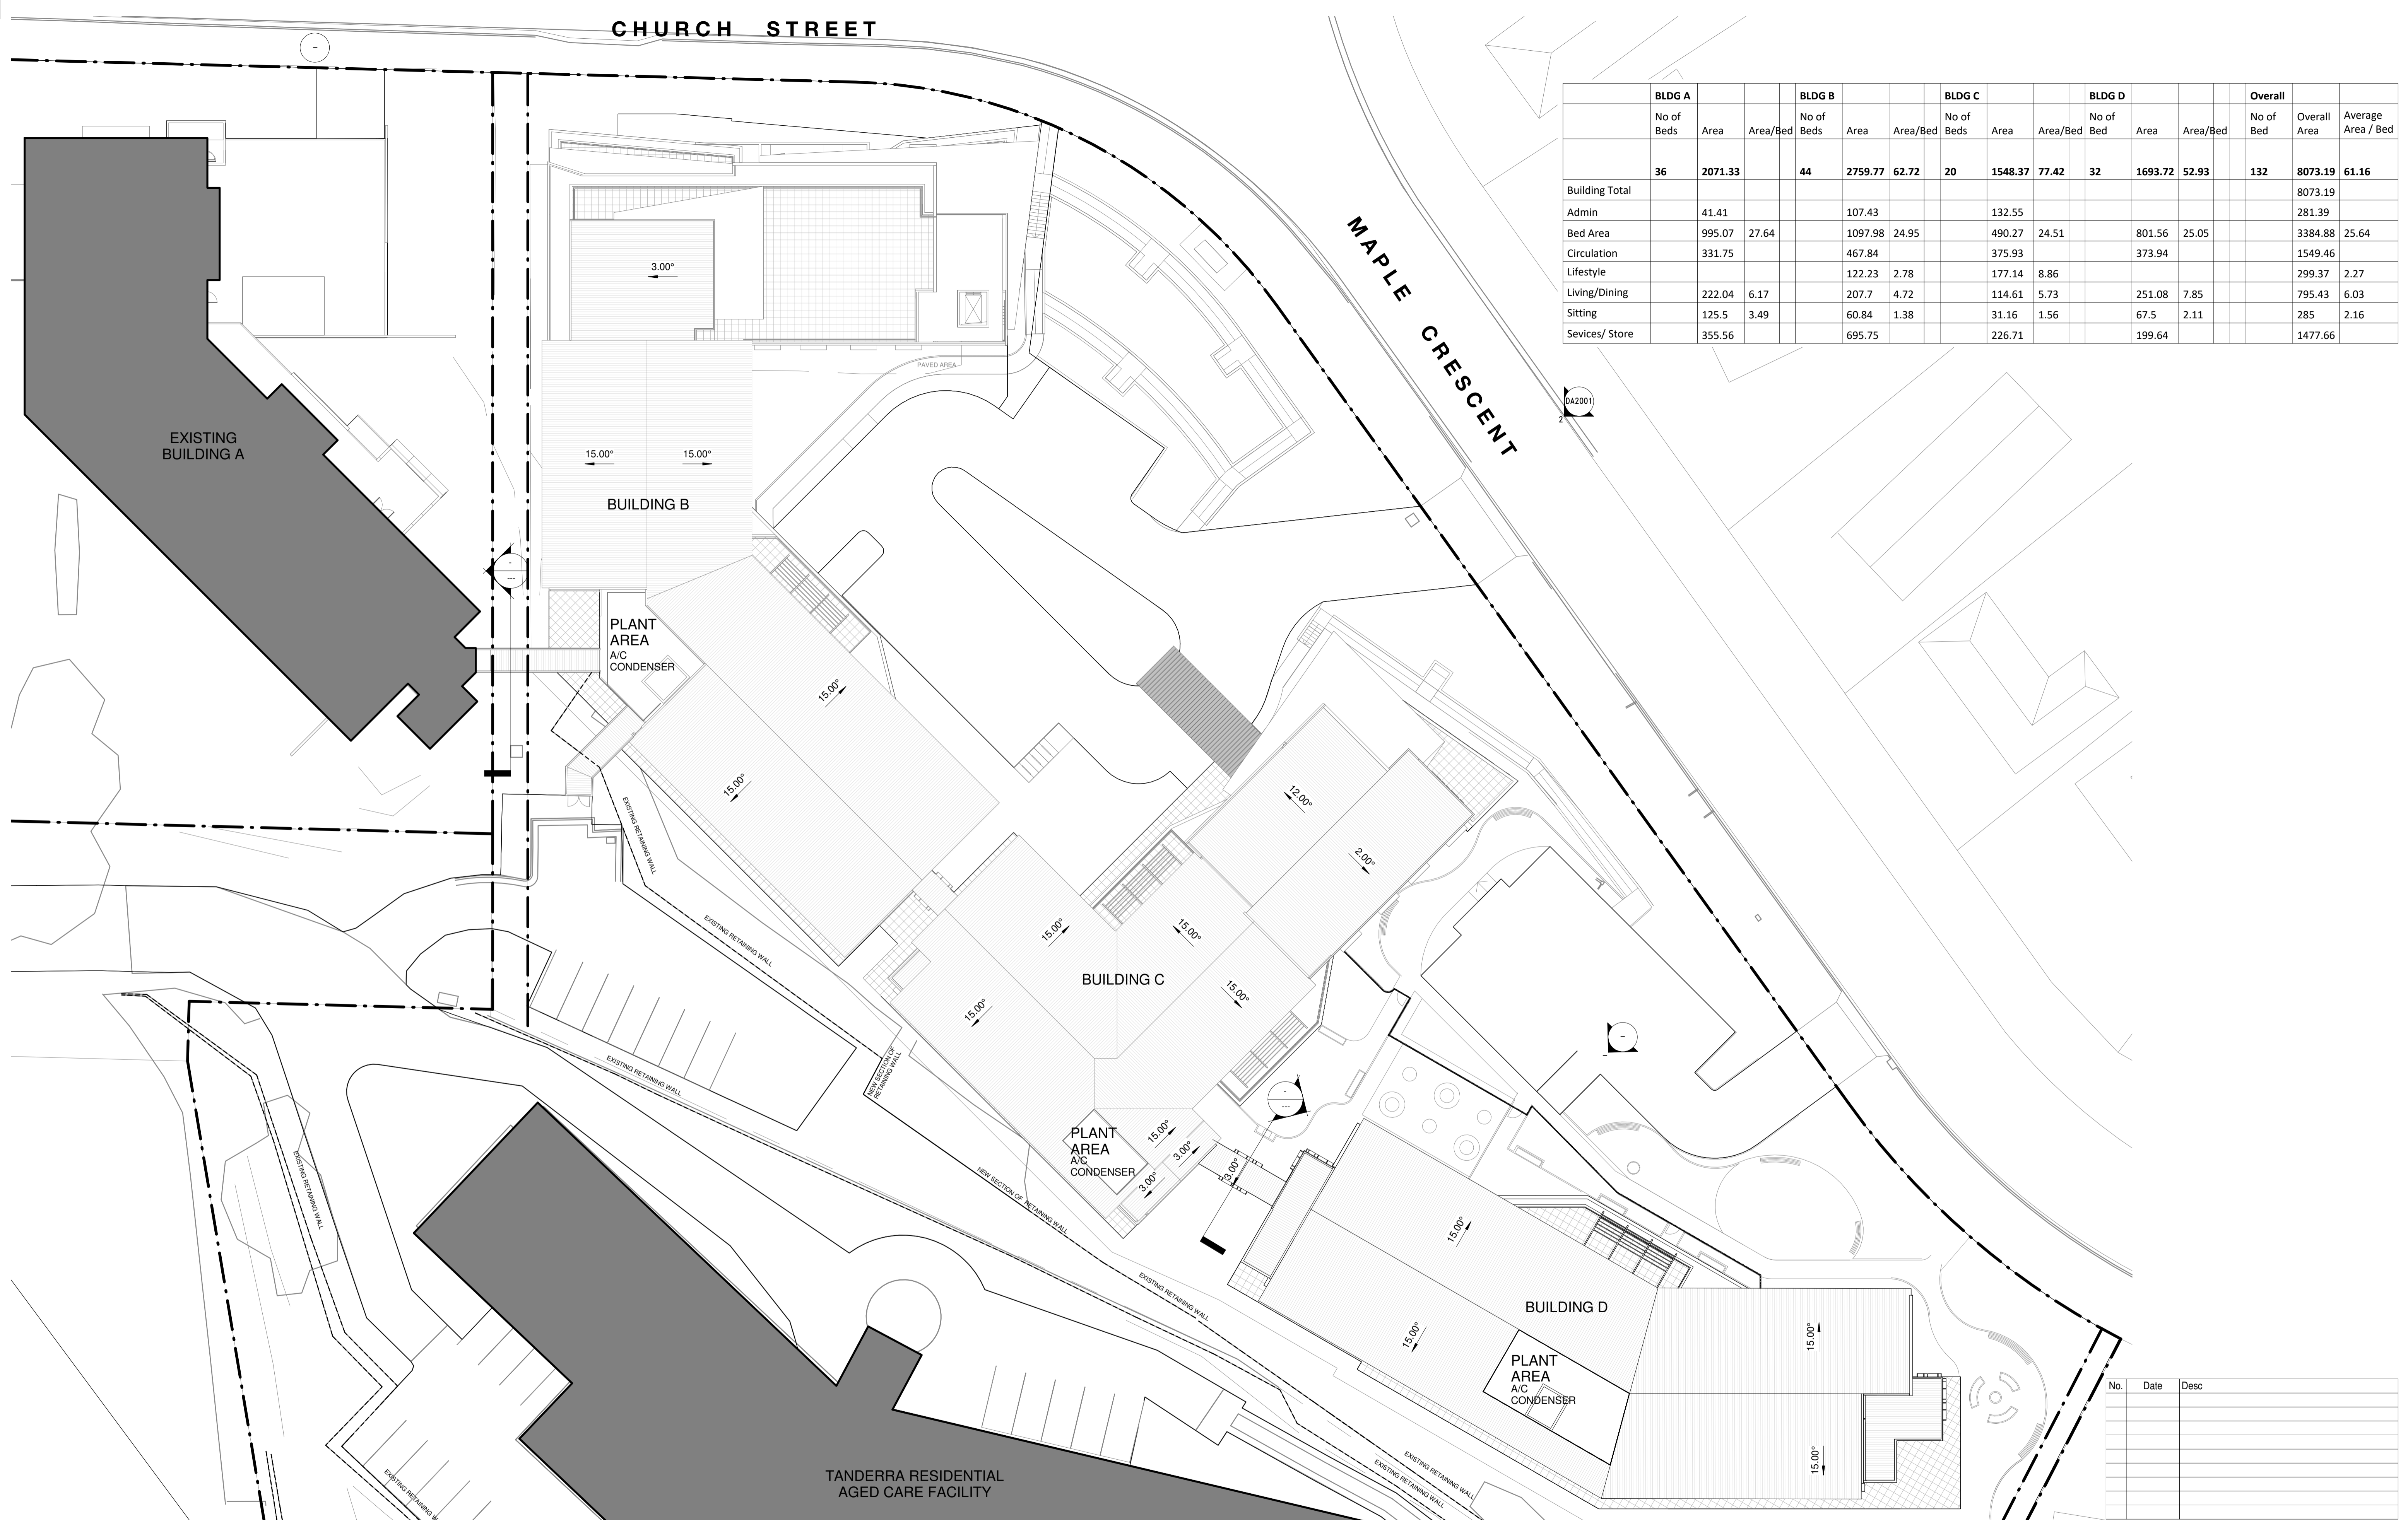 CHURCH STREET
MAPLE CRESCENT
BLDG A BLDG B BLDG C BLDG D Overall
No of Beds Area Area/Bed No of Beds Area Area/Bed No of Beds Area Area/Bed No of Bed Area Area/Bed No of Bed Overall Area Average Area / Bed
36 2071.33 44 2759.77 62.72 20 1548.37 77.42 32 1693.72 52.93 132 8073.19 61.16
Building Total 8073.19
Admin 41.41 107.43 132.55 281.39
Bed Area 995.07 27.64 1097.98 24.95 490.27 24.51 801.56 25.05 3384.88 25.64
Circulation 331.75 467.84 375.93 373.94 1549.46
Lifestyle 122.23 2.78 177.14 8.86 299.37 2.27
Living/Dining 222.04 6.17 207.7 4.72 114.61 5.73 251.08 7.85 795.43 6.03
Sitting 125.5 3.49 60.84 1.38 31.16 1.56 67.5 2.11 285 2.16
Sevices/ Store 355.56 695.75 226.71 199.64 1477.66
DA2001
2
3.00°
PAVED AREA
EXISTING
BUILDING A
15.00° 15.00°
BUILDING B
PLANT
AREA
A/C
CONDENSER
15.00°
15.00°
EXISTING RETAINING WALL
12.00°
2.00°
EXISTING RETAINING WALL
15.00°
15.00°
BUILDING C
15.00°
15.00°
EXISTING RETAINING WALL
NEW SECTION OF
RETAINING WALL
PLANT
AREA
A/C
CONDENSER
15.00°
3.00°
3.00°
3.00°
EXISTING RETAINING WALL
NEW SECTION OF RETAINING WALL
EXISTING RETAINING WALL
15.00°
BUILDING D
15.00°
15.00°
PLANT
AREA
A/C
CONDENSER
15.00°
EXISTING RETAINING WALL
EXISTING RETAINING WALL
EXISTING RETAINING W
TANDERRA RESIDENTIAL
AGED CARE FACILITY
No. Date Desc